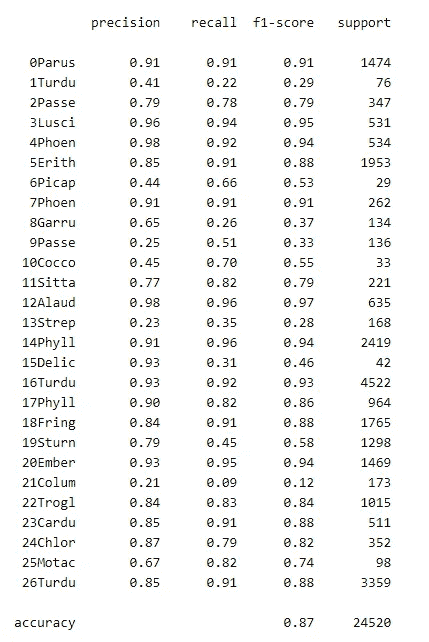 precision recall f1-score support
0Parus 0.91 0.91 0.91 1474
1Turdu 0.41 0.22 0.29 76
2Passe 0.79 0.78 0.79 347
3Lusci 0.96 0.94 0.95 531
4Phoen 0.98 0.92 0.94 534
5Erith 0.85 0.91 0.88 1953
6Picap 0.44 0.66 0.53 29
7Phoen 0.91 0.91 0.91 262
8Garru 0.65 0.26 0.37 134
9Passe 0.25 0.51 0.33 136
10Cocco 0.45 0.70 0.55 33
11Sitta 0.77 0.82 0.79 221
12Alaud 0.98 0.96 0.97 635
13Strep 0.23 0.35 0.28 168
14Phyll 0.91 0.96 0.94 2419
15Delic 0.93 0.31 0.46 42
16Turdu 0.93 0.92 0.93 4522
17Phyll 0.90 0.82 0.86 964
18Fring 0.84 0.91 0.88 1765
19Sturn 0.79 0.45 0.58 1298
20Ember 0.93 0.95 0.94 1469
21Colum 0.21 0.09 0.12 173
22Trogl 0.84 0.83 0.84 1015
23Cardu 0.85 0.91 0.88 511
24Chlor 0.87 0.79 0.82 352
25Motac 0.67 0.82 0.74 98
26Turdu 0.85 0.91 0.88 3359
accuracy 0.87 24520